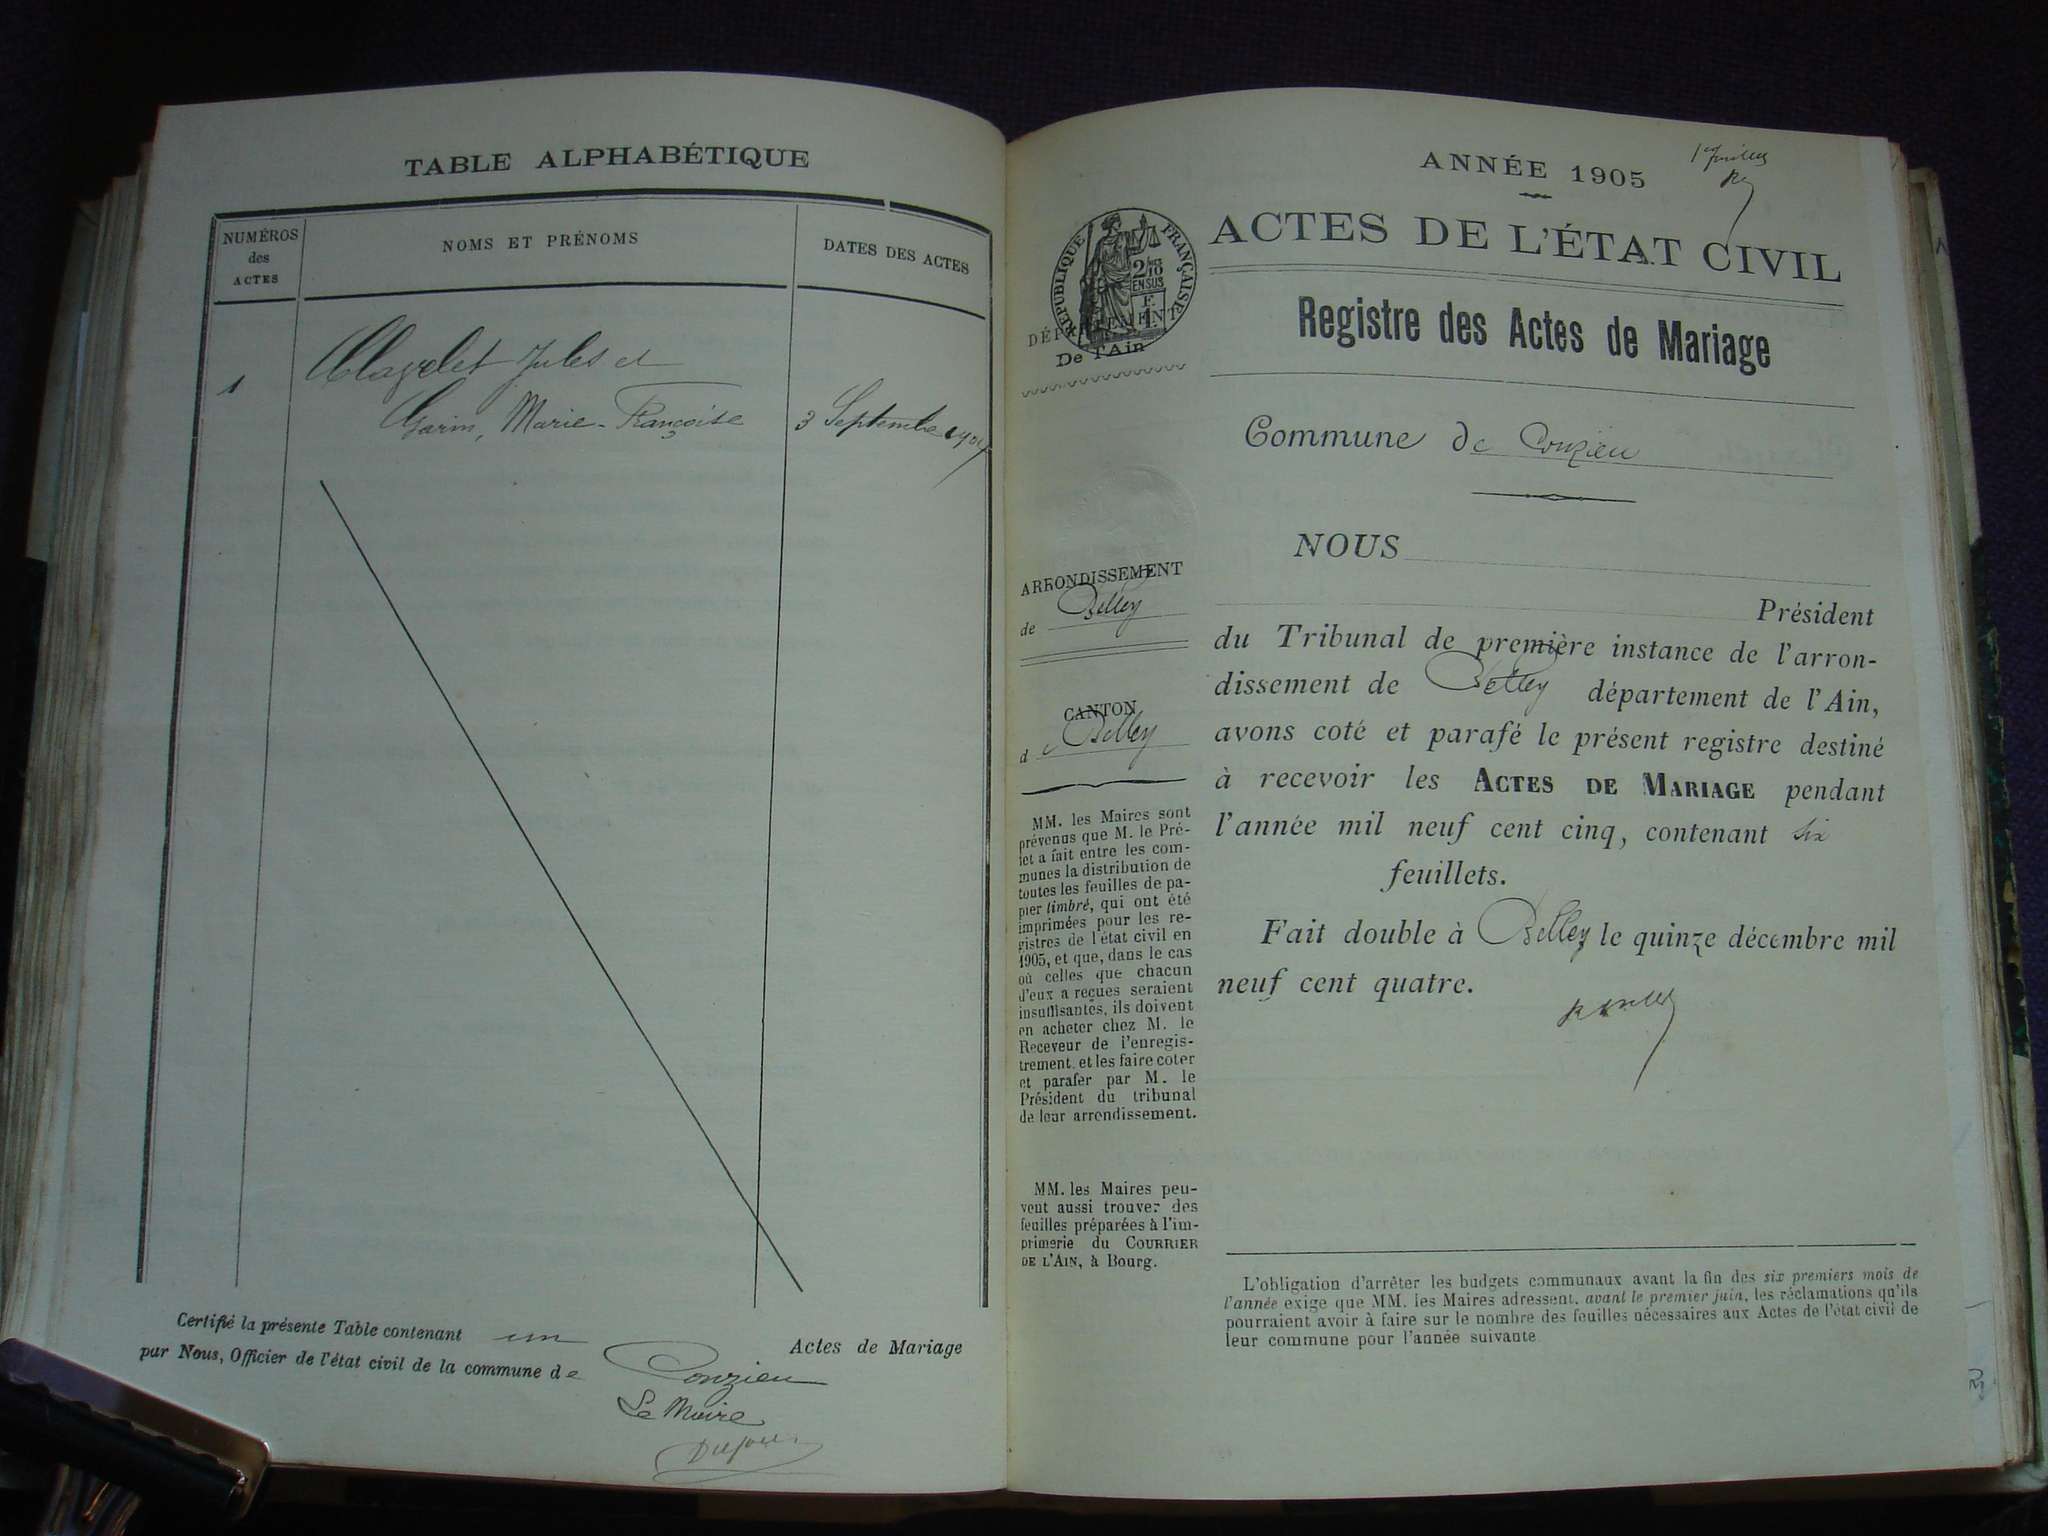 TABLE ALPHABÉTIQUE
NUMÉROS
des
ACTES
NOMS ET PRÉNOMS
DATES DES ACTES
1
Jules et
Garin, Marie-Françoise
3 Septembre
Certifié la présente Table contenant un Actes de Mariage
par Nous, Officier de l'état civil de la commune de Conzieu
Le Maire
1er feuillet
ANNÉE 1905
ACTES DE L'ÉTAT CIVIL
RÉPUBLIQUE FRANÇAISE
2/10
EN SUS
DÉPARTEMENT
De l'Ain
Registre des Actes de Mariage
Commune de Conzieu
NOUS
Président
du Tribunal de première instance de l'arron-
dissement de Belley département de l'Ain,
avons coté et parafé le présent registre destiné
à recevoir les ACTES DE MARIAGE pendant
l'année mil neuf cent cinq, contenant six
feuillets.
Fait double à Belley le quinze décembre mil
neuf cent quatre.
ARRONDISSEMENT
de Belley
CANTON
de Belley
MM. les Maires sont
prévenus que M. le Pré-
fet a fait entre les com-
munes la distribution de
toutes les feuilles de pa-
pier timbré, qui ont été
imprimées pour les re-
gistres de l'état civil en
1905, et que, dans le cas
où celles que chacun
d'eux a reçues seraient
insuffisantes, ils doivent
en acheter chez M. le
Receveur de l'enregis-
trement, et les faire coter
et parafer par M. le
Président du tribunal
de leur arrondissement.
MM. les Maires peu-
vent aussi trouver des
feuilles préparées à l'im-
primerie du COURRIER
DE L'AIN, à Bourg.
L'obligation d'arrêter les budgets communaux avant la fin des six premiers mois de
l'année exige que MM. les Maires adressent, avant le premier juin, les réclamations qu'ils
pourraient avoir à faire sur le nombre des feuilles nécessaires aux Actes de l'état civil de
leur commune pour l'année suivante